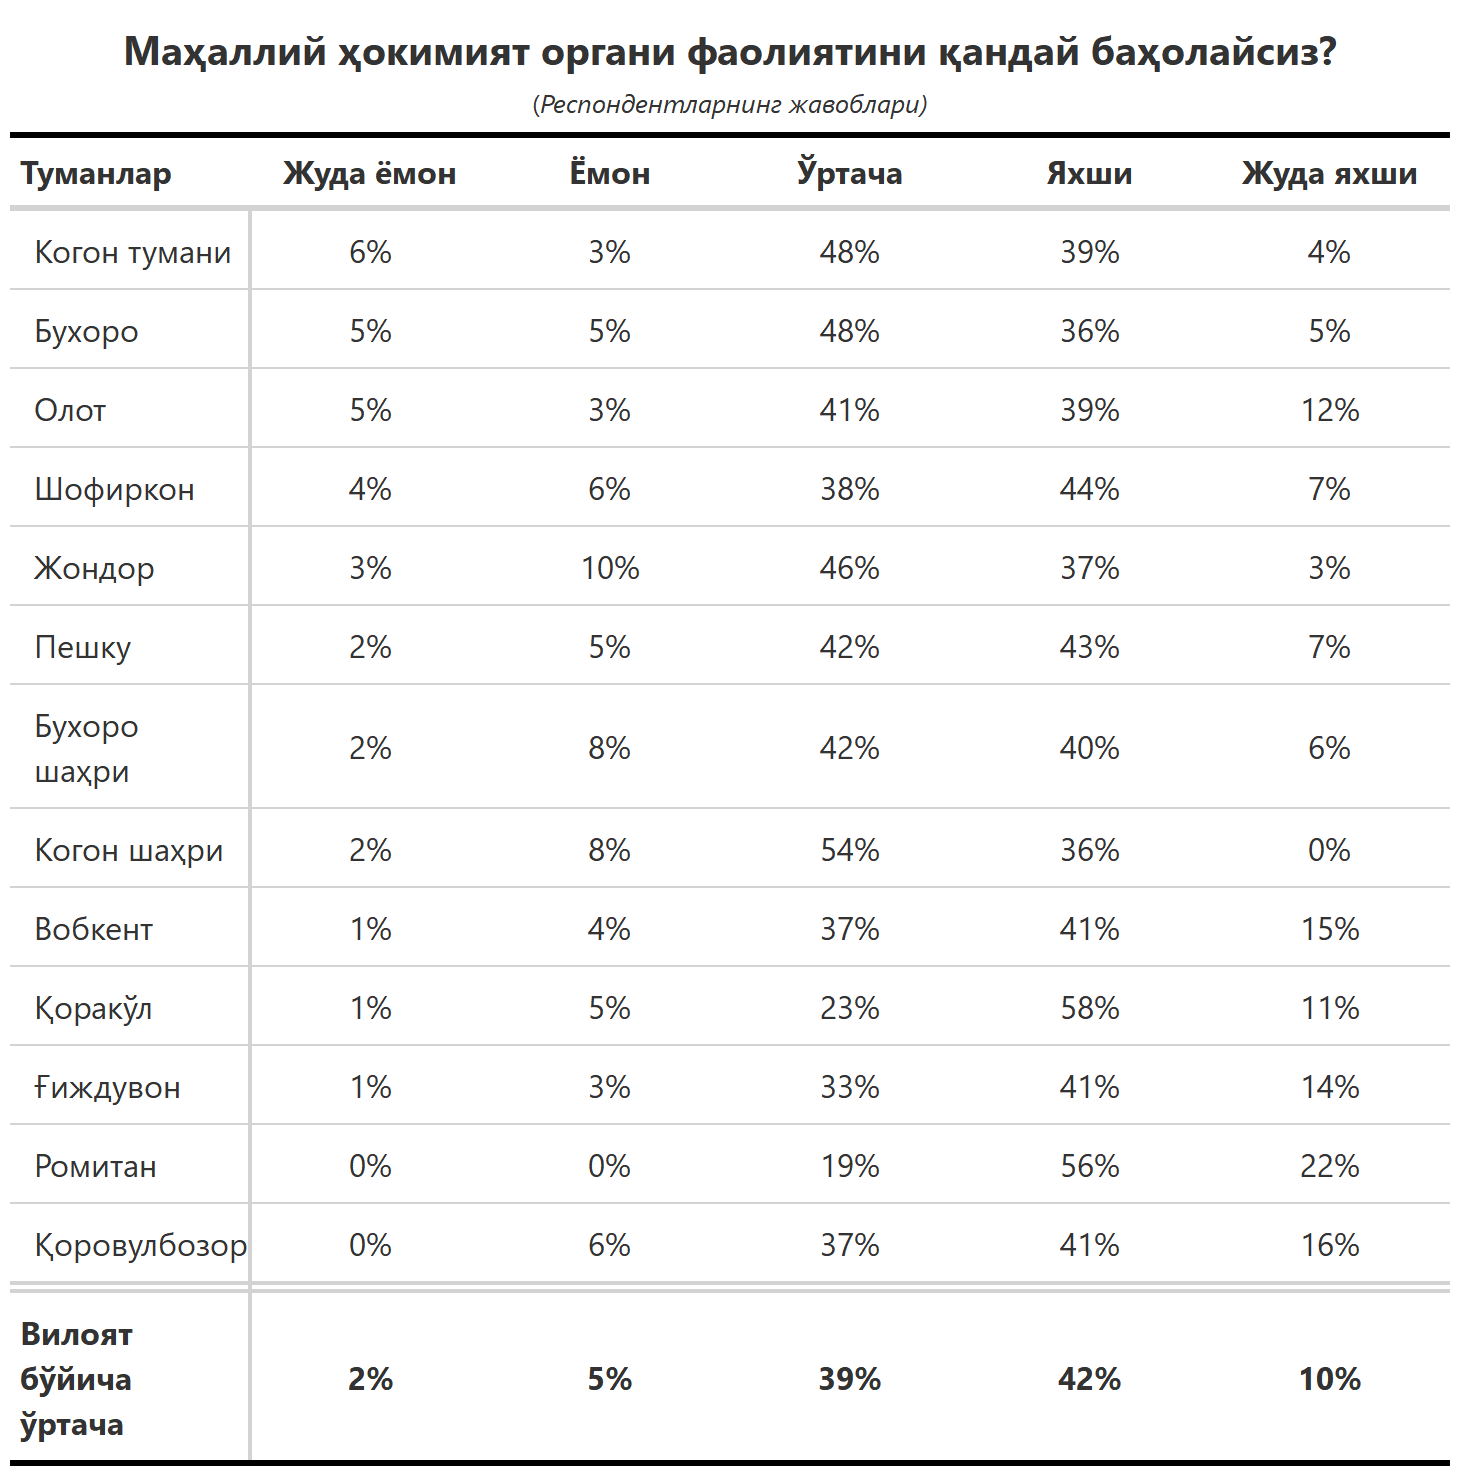 Маҳаллий ҳокимият органи фаолиятини қандай баҳолайсиз?
(Респондентларнинг жавоблари)
Туманлар Жуда ёмон Ёмон Ўртача Яхши Жуда яхши
Когон тумани 6% 3% 48% 39% 4%
Бухоро 5% 5% 48% 36% 5%
Олот 5% 3% 41% 39% 12%
Шофиркон 4% 6% 38% 44% 7%
Жондор 3% 10% 46% 37% 3%
Пешку 2% 5% 42% 43% 7%
Бухоро
шаҳри 2% 8% 42% 40% 6%
Когон шаҳри 2% 8% 54% 36% 0%
Вобкент 1% 4% 37% 41% 15%
Қоракўл 1% 5% 23% 58% 11%
Ғиждувон 1% 3% 33% 41% 14%
Ромитан 0% 0% 19% 56% 22%
Қоровулбозор 0% 6% 37% 41% 16%
Вилоят
бўйича 2% 5% 39% 42% 10%
ўртача